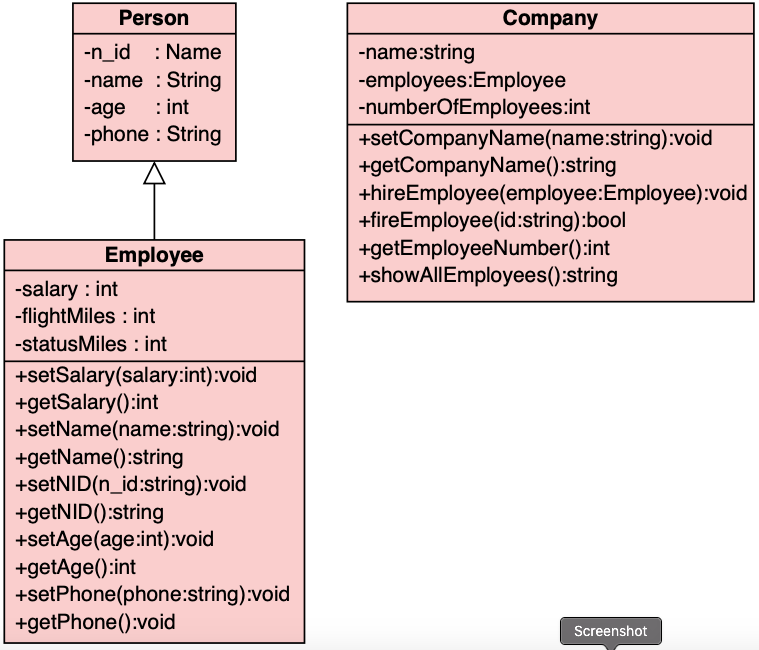 Person
-n_id : Name
-name : String
-age : int
-phone : String
Employee
-salary : int
-flightMiles : int
-statusMiles : int
+setSalary(salary:int):void
+getSalary():int
+setName(name:string):void
+getName():string
+setNID(n_id:string):void
+getNID():string
+setAge(age:int):void
+getAge():int
+setPhone(phone:string):void
+getPhone():void
Company
-name:string
-employees:Employee
-numberOfEmployees:int
+setCompanyName(name:string):void
+getCompanyName():string
+hireEmployee(employee:Employee):void
+fireEmployee(id:string):bool
+getEmployeeNumber():int
+showAllEmployees():string
Screenshot